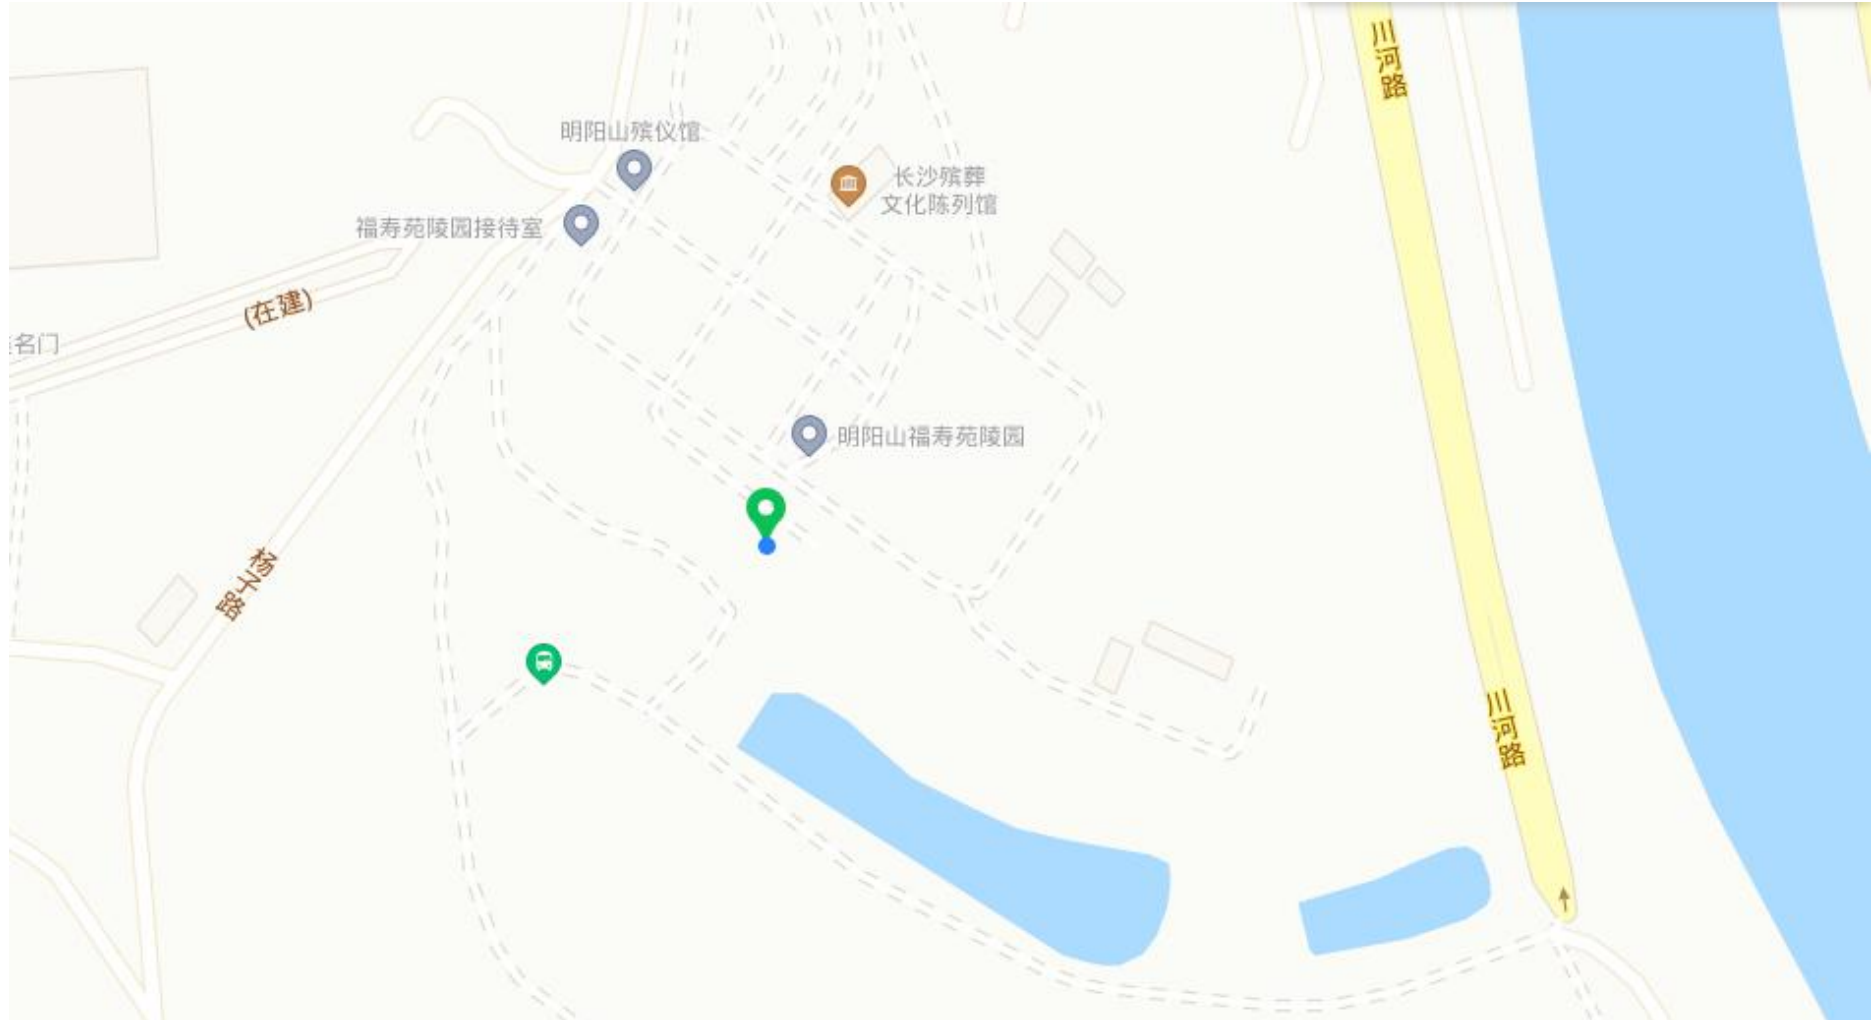 川河路
明阳山殡仪馆
长沙殡葬
文化陈列馆
福寿苑陵园接待室
(在建)
名门
明阳山福寿苑陵园
杨子路
川河路